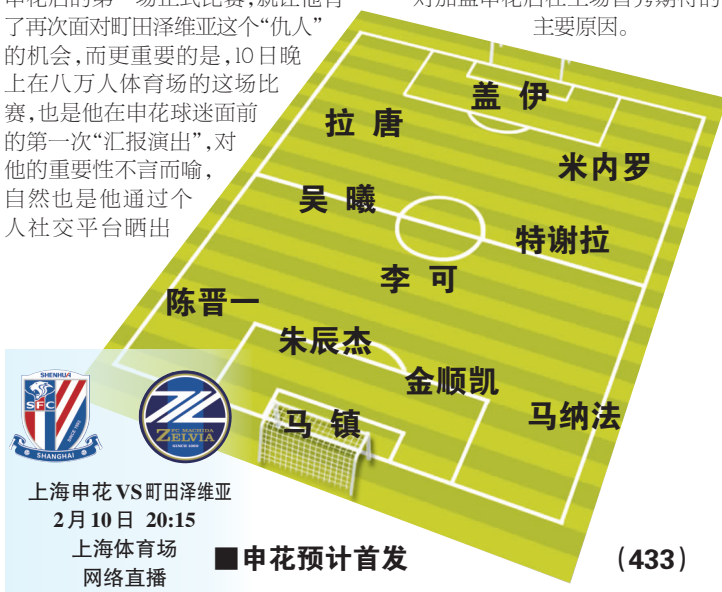 申花后的第一场正式比赛,就让他有
了再次面对町田泽维亚这个“仇人”
的机会,而更重要的是,10日晚
上在八万人体育场的这场比
赛,也是他在申花球迷面前
的第一次“汇报演出”,对
他的重要性不言而喻,
自然也是他通过个
人社交平台晒出
对加盟申花后在主场首秀期待的
主要原因。
盖 伊
拉 唐
米内罗
吴 曦
特谢拉
李 可
陈晋一
朱辰杰
金顺凯
马纳法
马 镇
SHENHUA
SFC
SINCE 1993
SHANGHAI
FC MACHIDA
ZELVIA
SINCE 1989
上海申花VS町田泽维亚
2月10日 20:15
上海体育场
网络直播
■申花预计首发
(433)